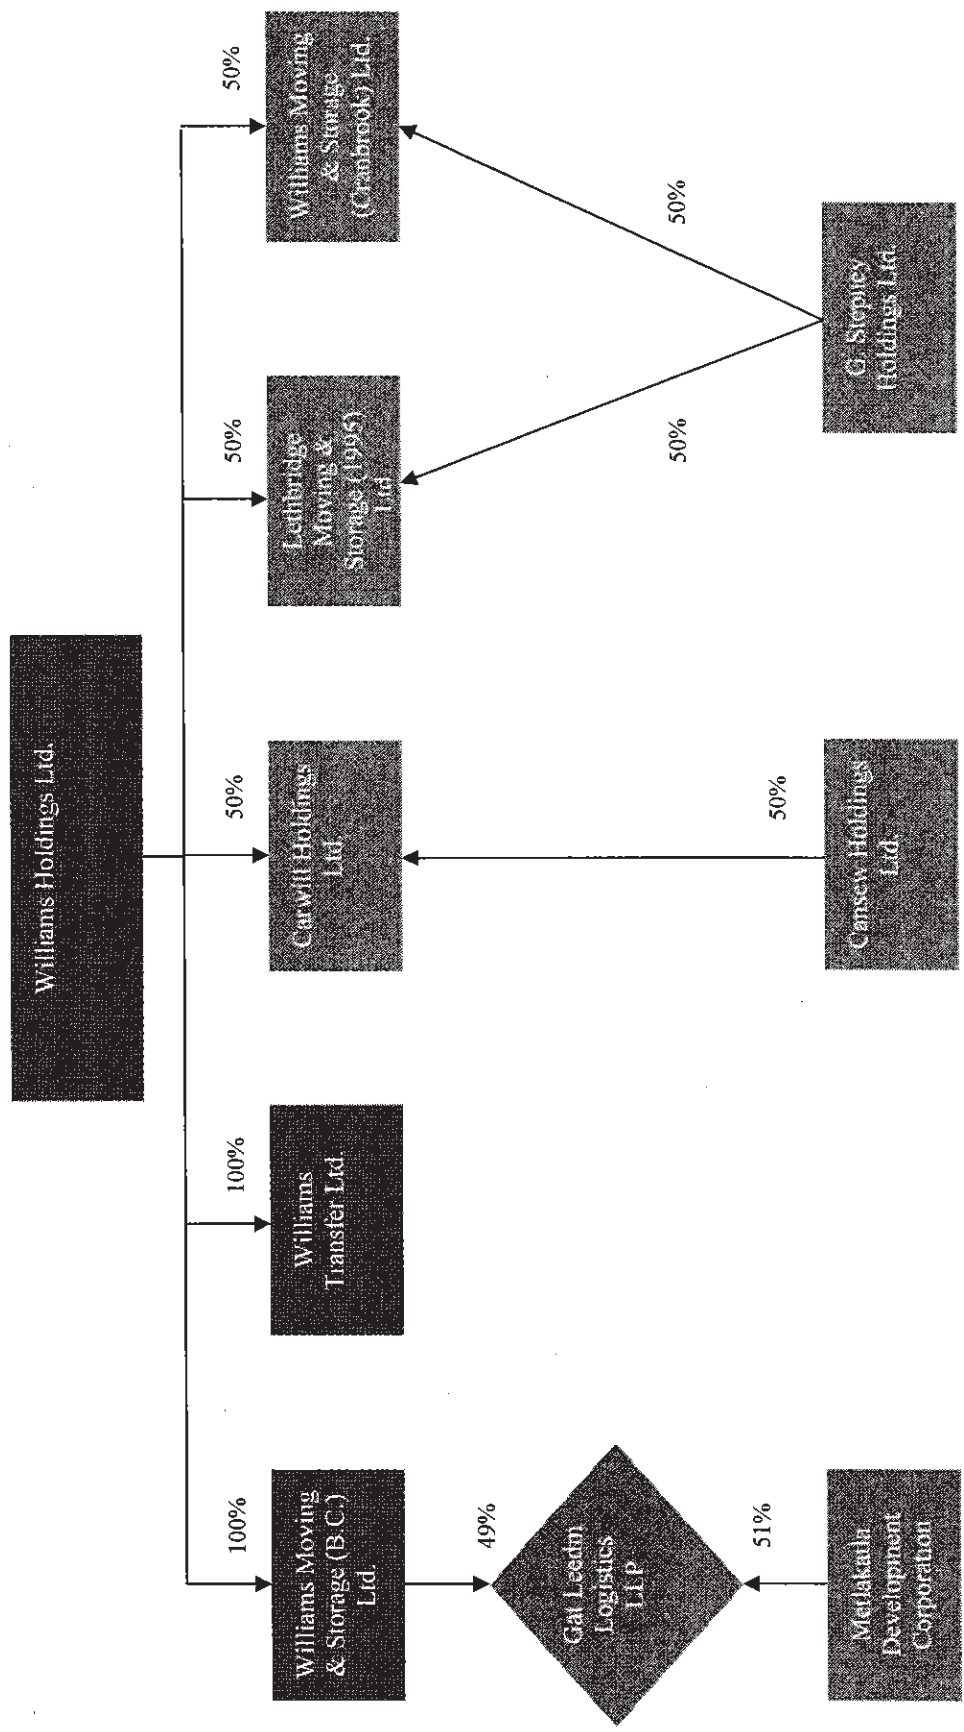 Williams Holdings Ltd.
100%
100%
50%
50%
50%
Williams Moving
& Storage (B.C.)
Ltd.
Williams
Transfer Ltd.
Carwill Holdings
Ltd.
Lethbridge
Moving &
Storage (1995)
Ltd.
Williams Moving
& Storage
(Cranbrook) Ltd.
49%
Gat Leedm
Logistics
LLP
51%
50%
50%
50%
Metlakatla
Development
Corporation
Cansew Holdings
Ltd.
G. Stepney
Holdings Ltd.